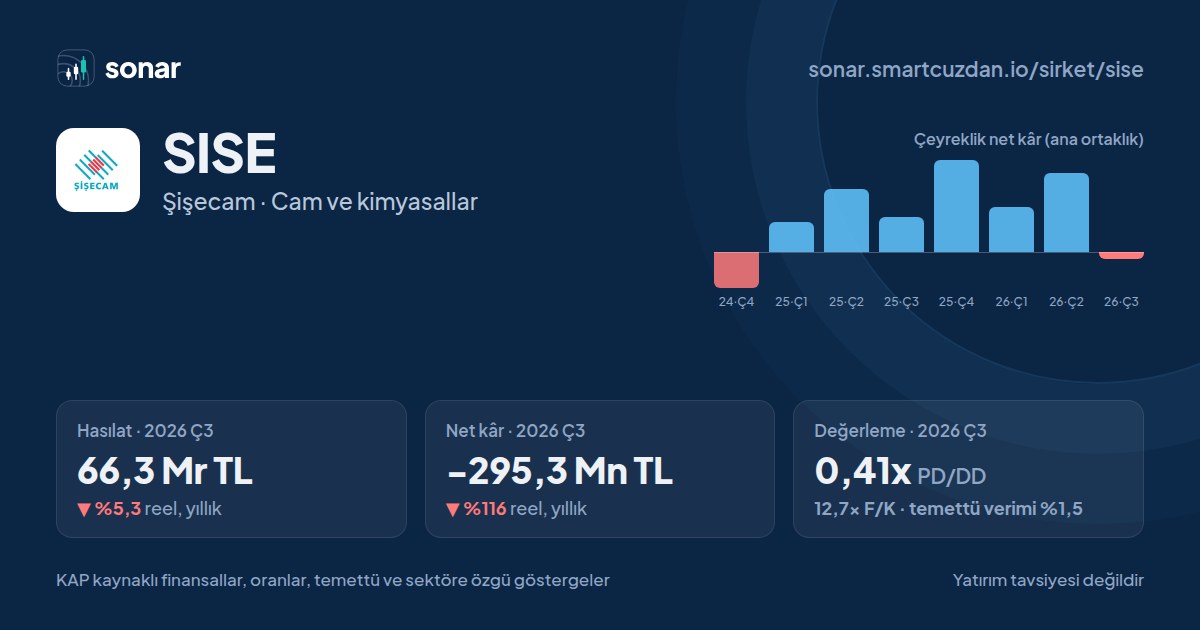 sonar
sonar.smartcuzdan.io/sirket/sise
ŞİŞECAM
SISE
Şişecam · Cam ve kimyasallar
Çeyreklik net kâr (ana ortaklık)
24·Ç4 25·Ç1 25·Ç2 25·Ç3 25·Ç4 26·Ç1 26·Ç2 26·Ç3
Hasılat · 2026 Ç3
66,3 Mr TL
▼ %5,3 reel, yıllık
Net kâr · 2026 Ç3
−295,3 Mn TL
▼ %116 reel, yıllık
Değerleme · 2026 Ç3
0,41x PD/DD
12,7× F/K · temettü verimi %1,5
KAP kaynaklı finansallar, oranlar, temettü ve sektöre özgü göstergeler
Yatırım tavsiyesi değildir